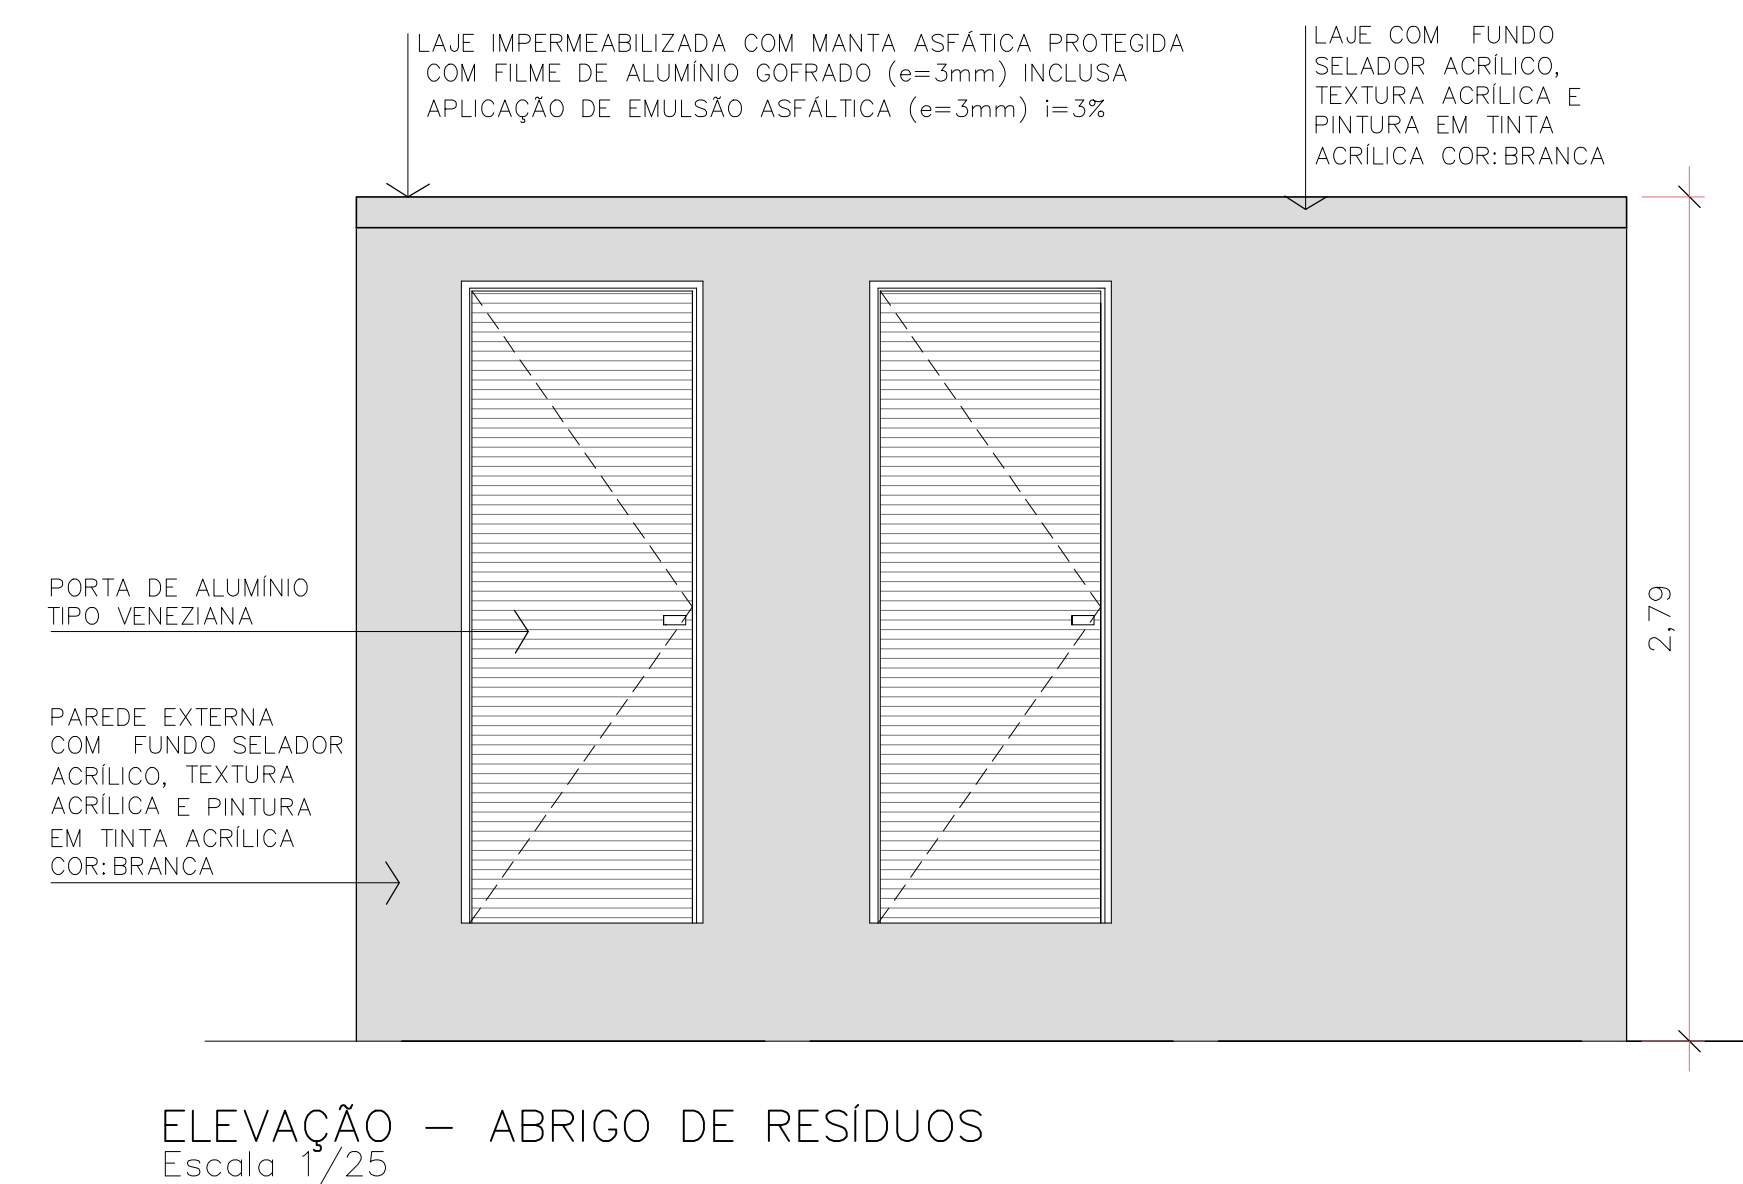 LAJE IMPERMEABILIZADA COM MANTA ASFÁTICA PROTEGIDA
COM FILME DE ALUMÍNIO GOFRADO (e=3mm) INCLUSA
APLICAÇÃO DE EMULSÃO ASFÁLTICA (e=3mm) i=3%
LAJE COM FUNDO
SELADOR ACRÍLICO,
TEXTURA ACRÍLICA E
PINTURA EM TINTA
ACRÍLICA COR:BRANCA
PORTA DE ALUMÍNIO
TIPO VENEZIANA
2,79
PAREDE EXTERNA
COM FUNDO SELADOR
ACRÍLICO, TEXTURA
ACRÍLICA E PINTURA
EM TINTA ACRÍLICA
COR:BRANCA
ELEVAÇÃO – ABRIGO DE RESÍDUOS
Escala 1/25